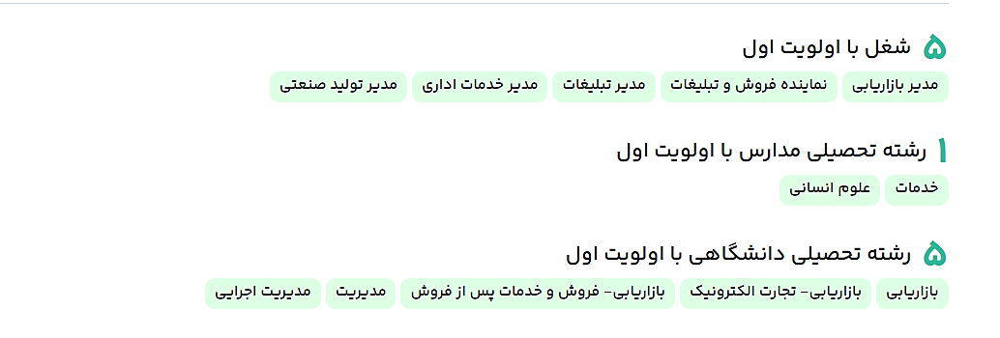 ۵ شغل با اولویت اول
مدیر بازاریابی نماینده فروش و تبلیغات مدیر تبلیغات مدیر خدمات اداری مدیر تولید صنعتی
۱ رشته تحصیلی مدارس با اولویت اول
خدمات علوم انسانی
۵ رشته تحصیلی دانشگاهی با اولویت اول
بازاریابی بازاریابی- تجارت الکترونیک بازاریابی- فروش و خدمات پس از فروش مدیریت مدیریت اجرایی